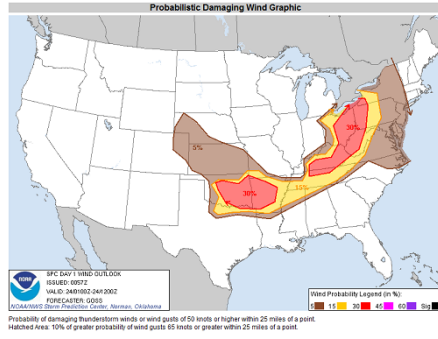 Probabilistic Damaging Wind Graphic
5%
30%
15%
30%
NOAA
SPC DAY 1 WIND OUTLOOK
ISSUED: 0057Z
VALID: 24/0100Z-24/1200Z
FORECASTER: GOSS
NOAA/NWS Storm Prediction Center, Norman, Oklahoma
Wind Probability Legend (in %):
5 15 30 45 60 Sig
Probability of damaging thunderstorm winds or wind gusts of 50 knots or higher within 25 miles of a point.
Hatched Area: 10% of greater probability of wind gusts 65 knots or greater within 25 miles of a point.